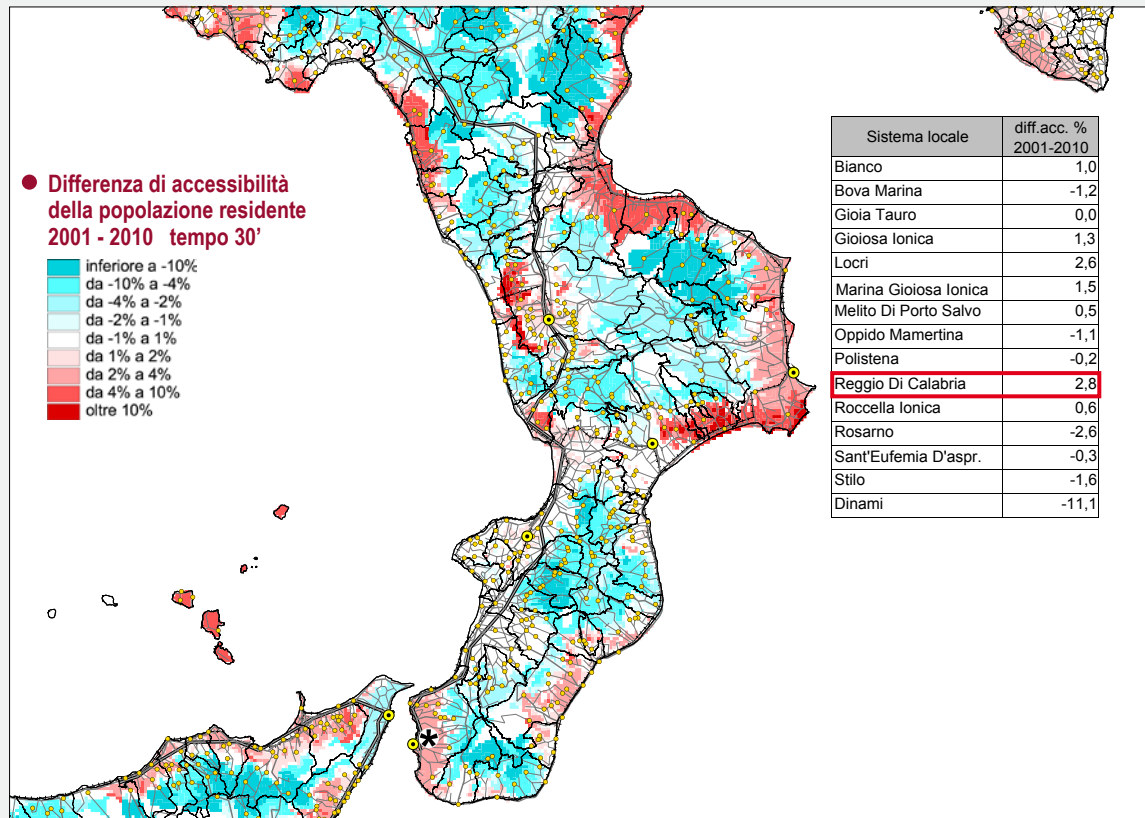 Differenza di accessibilità
della popolazione residente
2001 - 2010 tempo 30'
inferiore a -10%
da -10% a -4%
da -4% a -2%
da -2% a -1%
da -1% a 1%
da 1% a 2%
da 2% a 4%
da 4% a 10%
oltre 10%
Sistema locale diff.acc. % 2001-2010
Bianco 1,0
Bova Marina -1,2
Gioia Tauro 0,0
Gioiosa Ionica 1,3
Locri 2,6
Marina Gioiosa Ionica 1,5
Melito Di Porto Salvo 0,5
Oppido Mamertina -1,1
Polistena -0,2
Reggio Di Calabria 2,8
Roccella Ionica 0,6
Rosarno -2,6
Sant'Eufemia D'aspr. -0,3
Stilo -1,6
Dinami -11,1
*